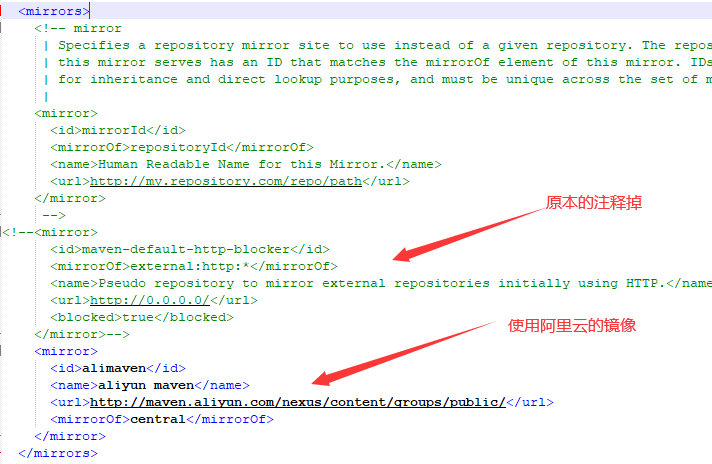 <mirrors>
<!-- mirror
| Specifies a repository mirror site to use instead of a given repository. The repos
| this mirror serves has an ID that matches the mirrorOf element of this mirror. IDs
| for inheritance and direct lookup purposes, and must be unique across the set of m
|
<mirror>
<id>mirrorId</id>
<mirrorOf>repositoryId</mirrorOf>
<name>Human Readable Name for this Mirror.</name>
<url>http://my.repository.com/repo/path</url>
</mirror>
-->
原本的注释掉
<!--<mirror>
<id>maven-default-http-blocker</id>
<mirrorOf>external:http:*</mirrorOf>
<name>Pseudo repository to mirror external repositories initially using HTTP.</name
<url>http://0.0.0.0/</url>
<blocked>true</blocked>
</mirror>-->
使用阿里云的镜像
<mirror>
<id>alimaven</id>
<name>aliyun maven</name>
<url>http://maven.aliyun.com/nexus/content/groups/public/</url>
<mirrorOf>central</mirrorOf>
</mirror>
</mirrors>